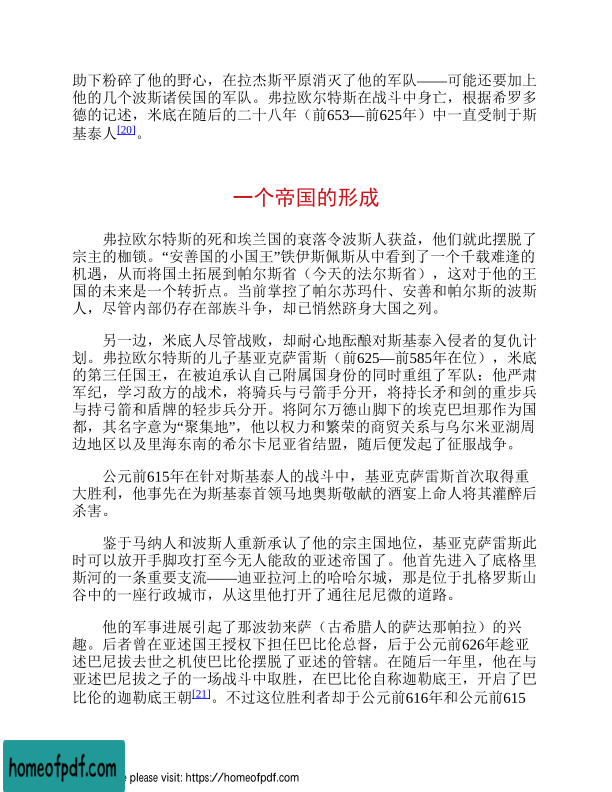 助下粉碎了他的野心，在拉杰斯平原消灭了他的军队——可能还要加上
他的几个波斯诸侯国的军队。弗拉欧尔特斯在战斗中身亡，根据希罗多
德的记述，米底在随后的二十八年（前653—前625年）中一直受制于斯
基泰人[20]。
一个帝国的形成
弗拉欧尔特斯的死和埃兰国的衰落令波斯人获益，他们就此摆脱了
宗主的枷锁。“安善国的小国王”铁伊斯佩斯从中看到了一个千载难逢的
机遇，从而将国土拓展到帕尔斯省（今天的法尔斯省），这对于他的王
国的未来是一个转折点。当前掌控了帕尔苏玛什、安善和帕尔斯的波斯
人，尽管内部仍存在部族斗争，却已悄然跻身大国之列。
另一边，米底人尽管战败，却耐心地酝酿对斯基泰入侵者的复仇计
划。弗拉欧尔特斯的儿子基亚克萨雷斯（前625—前585年在位），米底
的第三任国王，在被迫承认自己附属国身份的同时重组了军队：他严肃
军纪，学习敌方的战术，将骑兵与弓箭手分开，将持长矛和剑的重步兵
与持弓箭和盾牌的轻步兵分开。将阿尔万德山脚下的埃克巴坦那作为国
都，其名字意为“聚集地”，他以权力和繁荣的商贸关系与乌尔米亚湖周
边地区以及里海东南的希尔卡尼亚省结盟，随后便发起了征服战争。
公元前615年在针对斯基泰人的战斗中，基亚克萨雷斯首次取得重
大胜利，他事先在为斯基泰首领马地奥斯敬献的酒宴上命人将其灌醉后
杀害。
鉴于马纳人和波斯人重新承认了他的宗主国地位，基亚克萨雷斯此
时可以放开手脚攻打至今无人能敌的亚述帝国了。他首先进入了底格里
斯河的一条重要支流——迪亚拉河上的哈哈尔城，那是位于扎格罗斯山
谷中的一座行政城市，从这里他打开了通往尼尼微的道路。
他的军事进展引起了那波勃来萨（古希腊人的萨达那帕拉）的兴
趣。后者曾在亚述国王授权下担任巴比伦总督，后于公元前626年趁亚
述巴尼拔去世之机使巴比伦摆脱了亚述的管辖。在随后一年里，他在与
亚述巴尼拔之子的一场战斗中取胜，在巴比伦自称迦勒底王，开启了巴
比伦的迦勒底王朝[21]。不过这位胜利者却于公元前616年和公元前615
homeofpdf.com
e please visit: https://homeofpdf.com